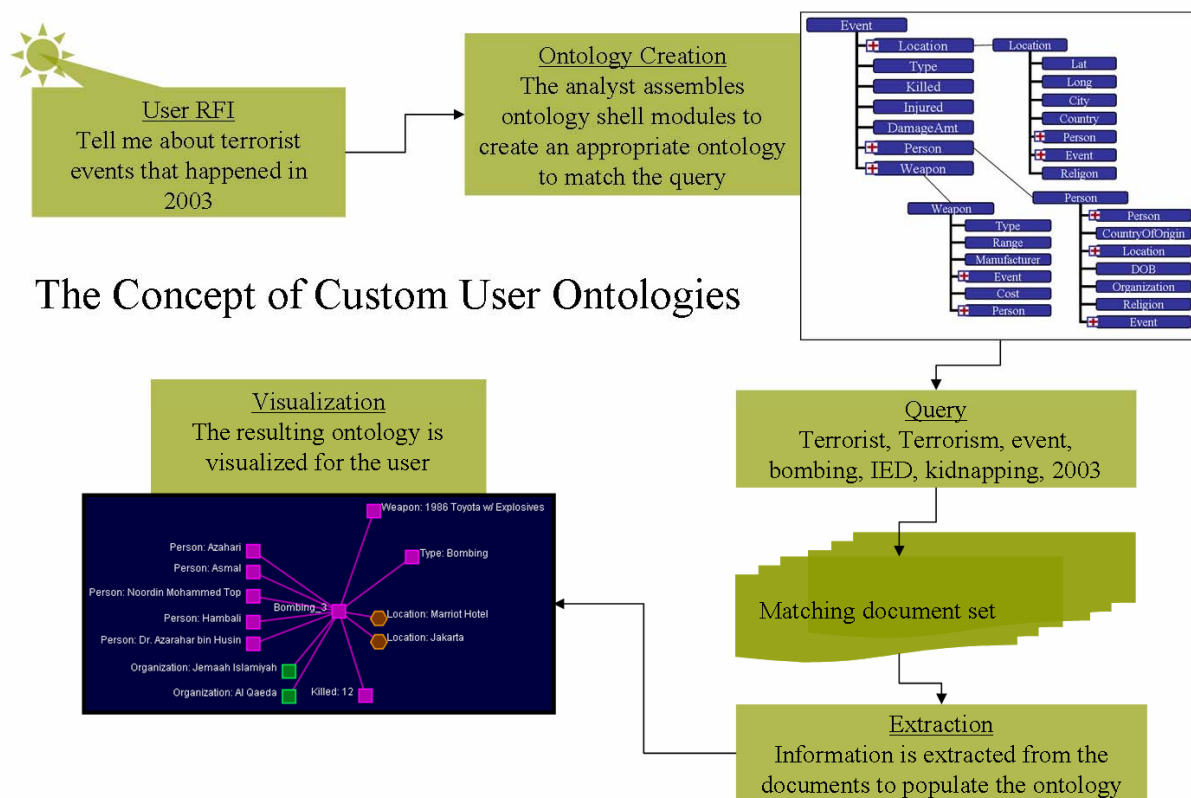 User RFI
Tell me about terrorist
events that happened in
2003
Ontology Creation
The analyst assembles
ontology shell modules to
create an appropriate ontology
to match the query
Event
Location
Type
Killed
Injured
DamageAmt
Person
Weapon
Location
Lat
Long
City
Country
Person
Event
Religon
Weapon
Type
Range
Manufacturer
Event
Cost
Person
Person
Person
CountryOfOrigin
Location
DOB
Organization
Religion
Event
The Concept of Custom User Ontologies
Query
Terrorist, Terrorism, event,
bombing, IED, kidnapping, 2003
Matching document set
Extraction
Information is extracted from the
documents to populate the ontology
Visualization
The resulting ontology is
visualized for the user
Weapon: 1986 Toyota w/ Explosives
Type: Bombing
Person: Azahari
Person: Asmal
Person: Noordin Mohammed Top
Bombing_3
Person: Hambali
Location: Marriot Hotel
Person: Dr. Azarahar bin Husin
Location: Jakarta
Organization: Jemaah Islamiyah
Organization: Al Qaeda
Killed: 12